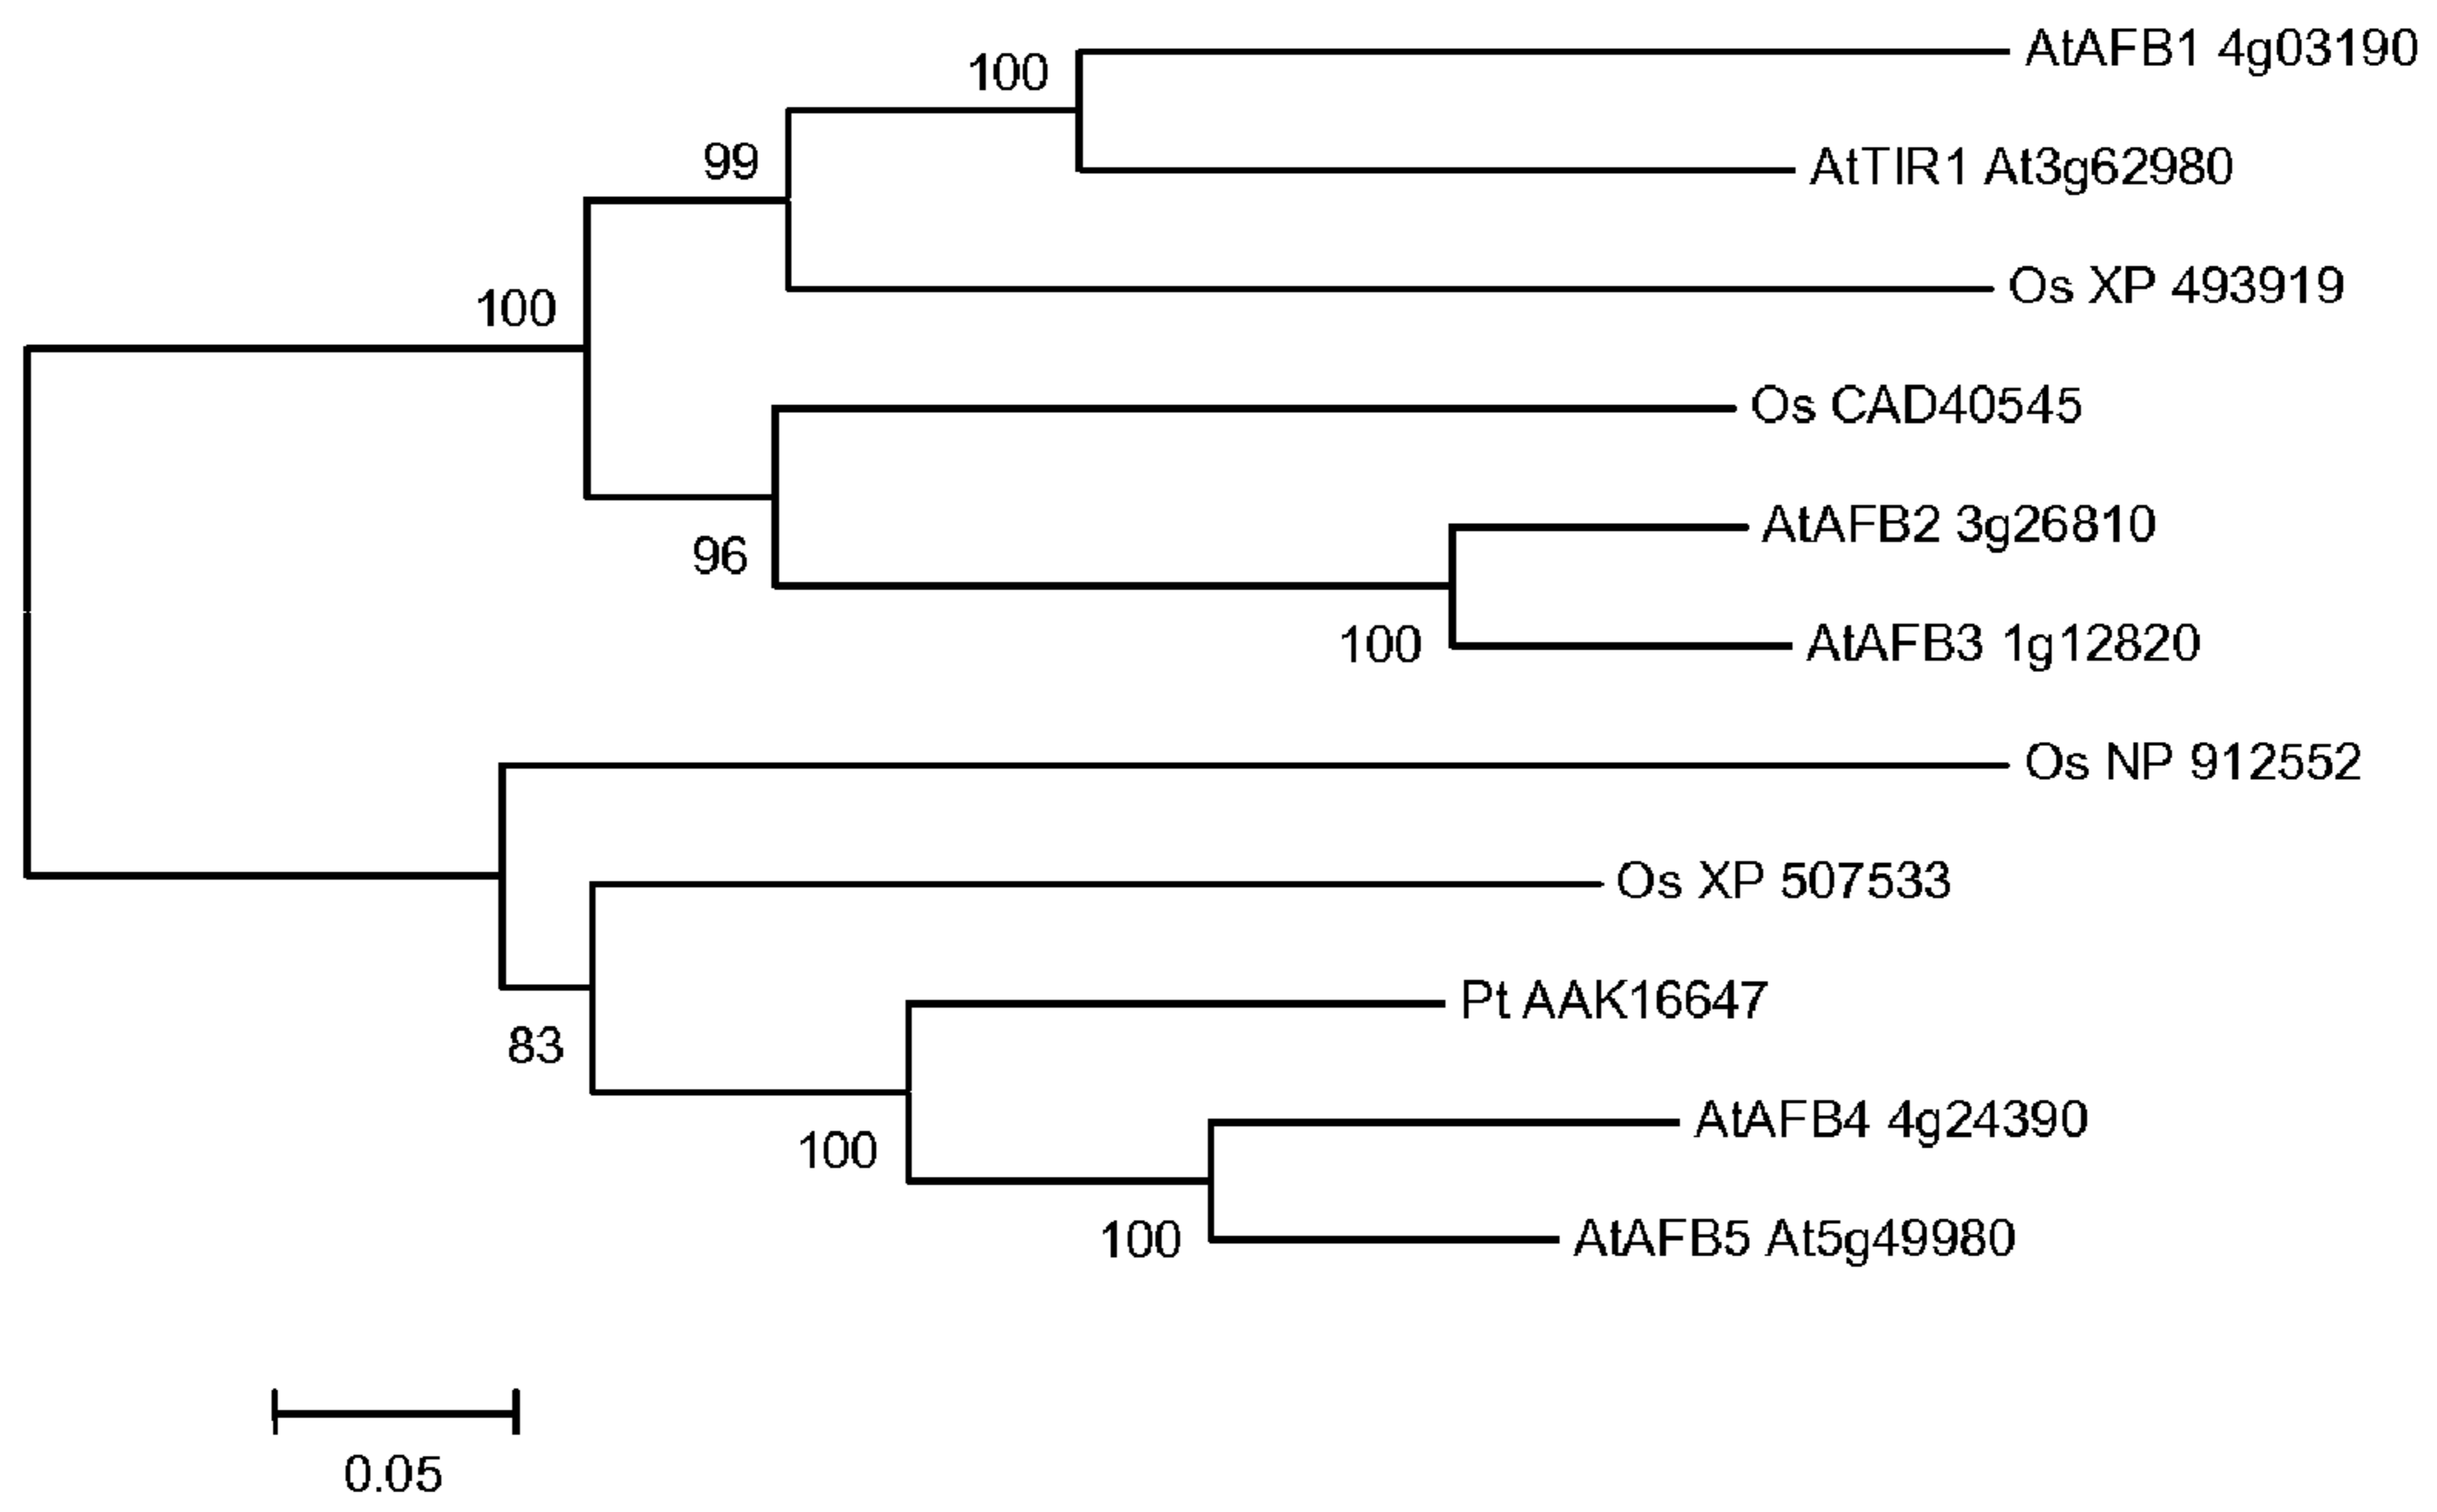 AtAFB1 4g03190
100
AtTIR1 At3g62980
99
Os XP 493919
100
Os CAD40545
AtAFB2 3g26810
96
AtAFB3 1g12820
100
Os NP 912552
Os XP 507533
Pt AAK16647
83
AtAFB4 4g24390
100
AtAFB5 At5g49980
100
0.05